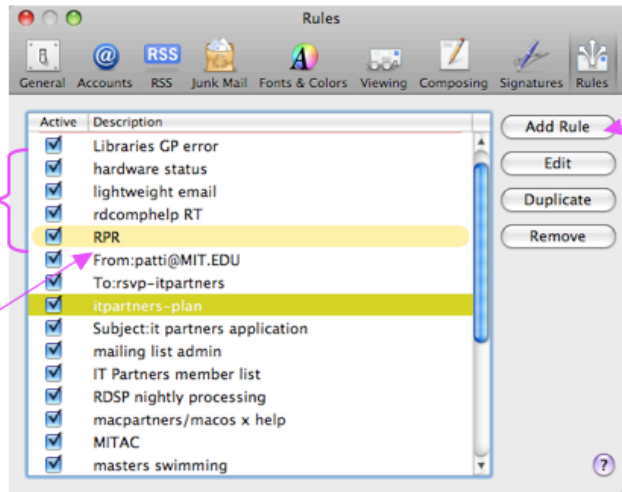 Rules
RSS
General Accounts RSS Junk Mail Fonts & Colors Viewing Composing Signatures Rules
Active Description
Libraries GP error
hardware status
lightweight email
rdcomphelp RT
RPR
From:patti@MIT.EDU
To:rsvp-itpartners
itpartners-plan
Subject:it partners application
mailing list admin
IT Partners member list
RDSP nightly processing
macpartners/macos x help
MITAC
masters swimming
Add Rule
Edit
Duplicate
Remove
?